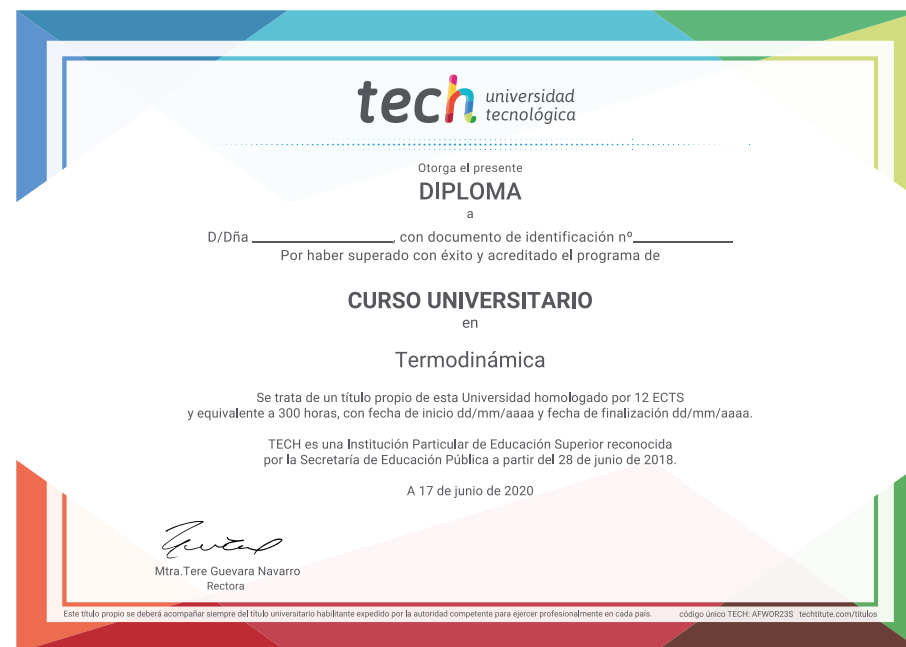 tech universidad
tecnológica
Otorga el presente
DIPLOMA
a
D/Dña ____________________, con documento de identificación nº______________
Por haber superado con éxito y acreditado el programa de
CURSO UNIVERSITARIO
en
Termodinámica
Se trata de un título propio de esta Universidad homologado por 12 ECTS
y equivalente a 300 horas, con fecha de inicio dd/mm/aaaa y fecha de finalización dd/mm/aaaa.
TECH es una Institución Particular de Educación Superior reconocida
por la Secretaría de Educación Pública a partir del 28 de junio de 2018.
A 17 de junio de 2020
Mtra.Tere Guevara Navarro
Rectora
Este título propio se deberá acompañar siempre del título universitario habilitante expedido por la autoridad competente para ejercer profesionalmente en cada país. código único TECH: AFWOR23S techtitute.com/titulos